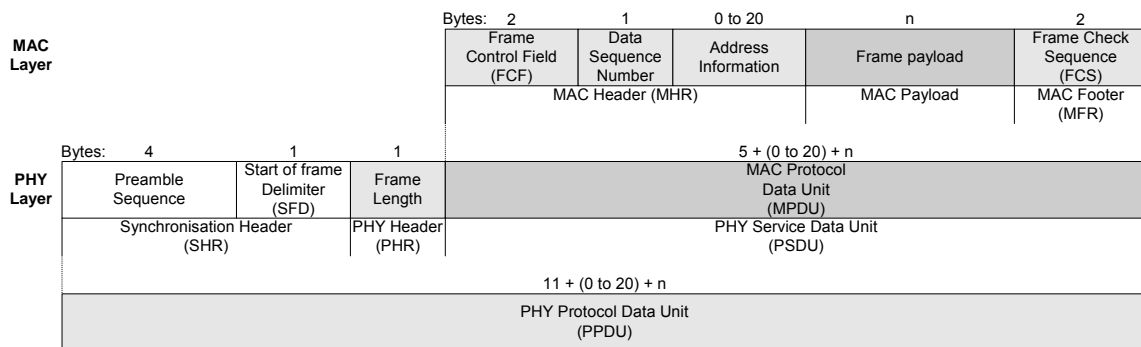 Bytes: 2 1 0 to 20 n 2
MAC
Layer
Frame
Control Field
(FCF)
Data
Sequence
Number
Address
Information
Frame payload
Frame Check
Sequence
(FCS)
MAC Header (MHR)
MAC Payload
MAC Footer
(MFR)
Bytes: 4 1 1 5 + (0 to 20) + n
PHY
Layer
Preamble
Sequence
Start of frame
Delimiter
(SFD)
Frame
Length
MAC Protocol
Data Unit
(MPDU)
Synchronisation Header
(SHR)
PHY Header
(PHR)
PHY Service Data Unit
(PSDU)
11 + (0 to 20) + n
PHY Protocol Data Unit
(PPDU)